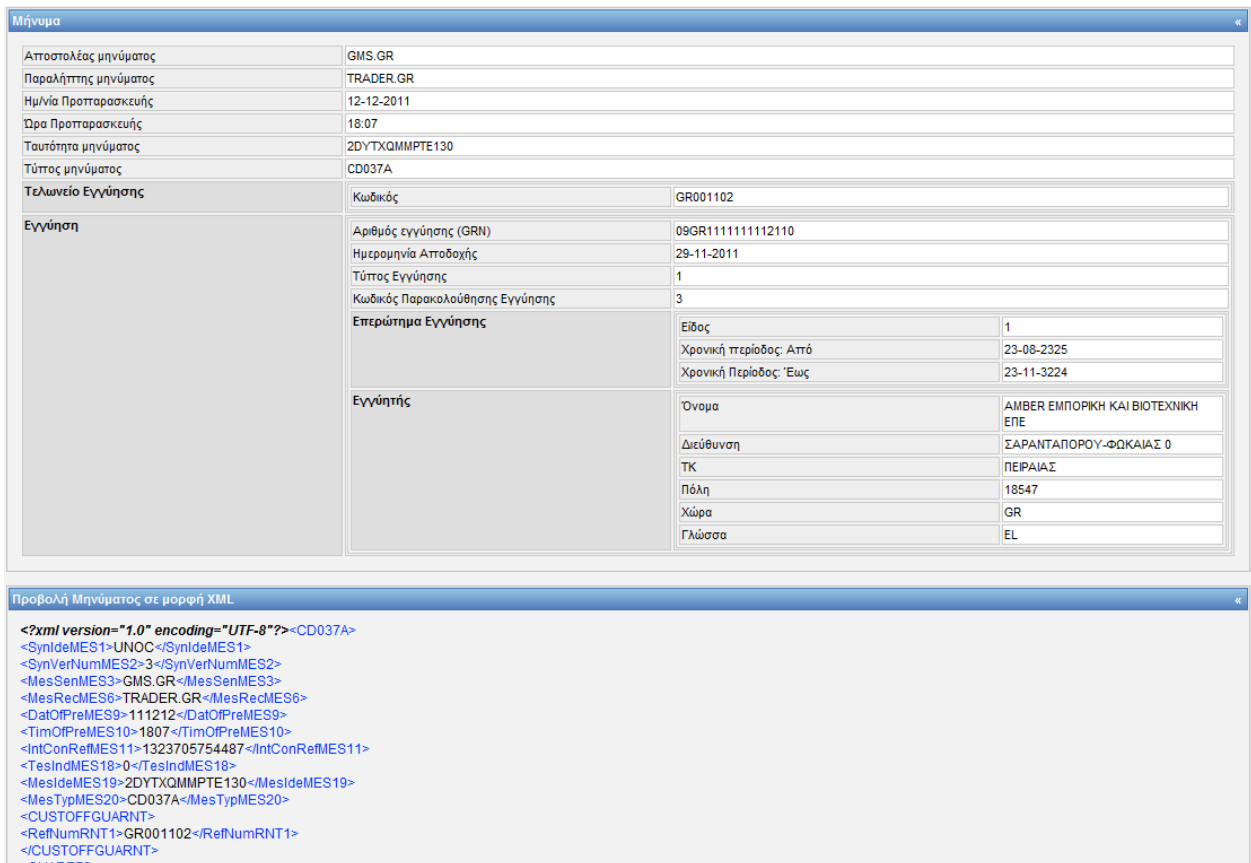 Μήνυμα «
Αποστολέας μηνύματος GMS.GR
Παραλήπτης μηνύματος TRADER.GR
Ημ/νία Προπαρασκευής 12-12-2011
Ώρα Προπαρασκευής 18:07
Ταυτότητα μηνύματος 2DYTXQMMPTE130
Τύπος μηνύματος CD037A
Τελωνείο Εγγύησης Κωδικός GR001102
Εγγύηση Αριθμός εγγύησης (GRN) 09GR1111111112110
Ημερομηνία Αποδοχής 29-11-2011
Τύπος Εγγύησης 1
Κωδικός Παρακολούθησης Εγγύησης 3
Επερώτημα Εγγύησης Είδος 1
Χρονική περίοδος: Από 23-08-2325
Χρονική Περίοδος: Έως 23-11-3224
Εγγύητής Όνομα AMBER ΕΜΠΟΡΙΚΗ ΚΑΙ ΒΙΟΤΕΧΝΙΚΗ
ΕΠΕ
Διεύθυνση ΣΑΡΑΝΤΑΠΟΡΟΥ-ΦΩΚΑΙΑΣ 0
ΤΚ ΠΕΙΡΑΙΑΣ
Πόλη 18547
Χώρα GR
Γλώσσα EL
Προβολή Μηνύματος σε μορφή XML «
<?xml version="1.0" encoding="UTF-8"?><CD037A>
<SynIdeMES1>UNOC</SynIdeMES1>
<SynVerNumMES2>3</SynVerNumMES2>
<MesSenMES3>GMS.GR</MesSenMES3>
<MesRecMES6>TRADER.GR</MesRecMES6>
<DatOfPreMES9>111212</DatOfPreMES9>
<TimOfPreMES10>1807</TimOfPreMES10>
<IntConRefMES11>1323705754487</IntConRefMES11>
<TesIndMES18>0</TesIndMES18>
<MesIdeMES19>2DYTXQMMPTE130</MesIdeMES19>
<MesTypMES20>CD037A</MesTypMES20>
<CUSTOFFGUARNT>
<RefNumRNT1>GR001102</RefNumRNT1>
</CUSTOFFGUARNT>